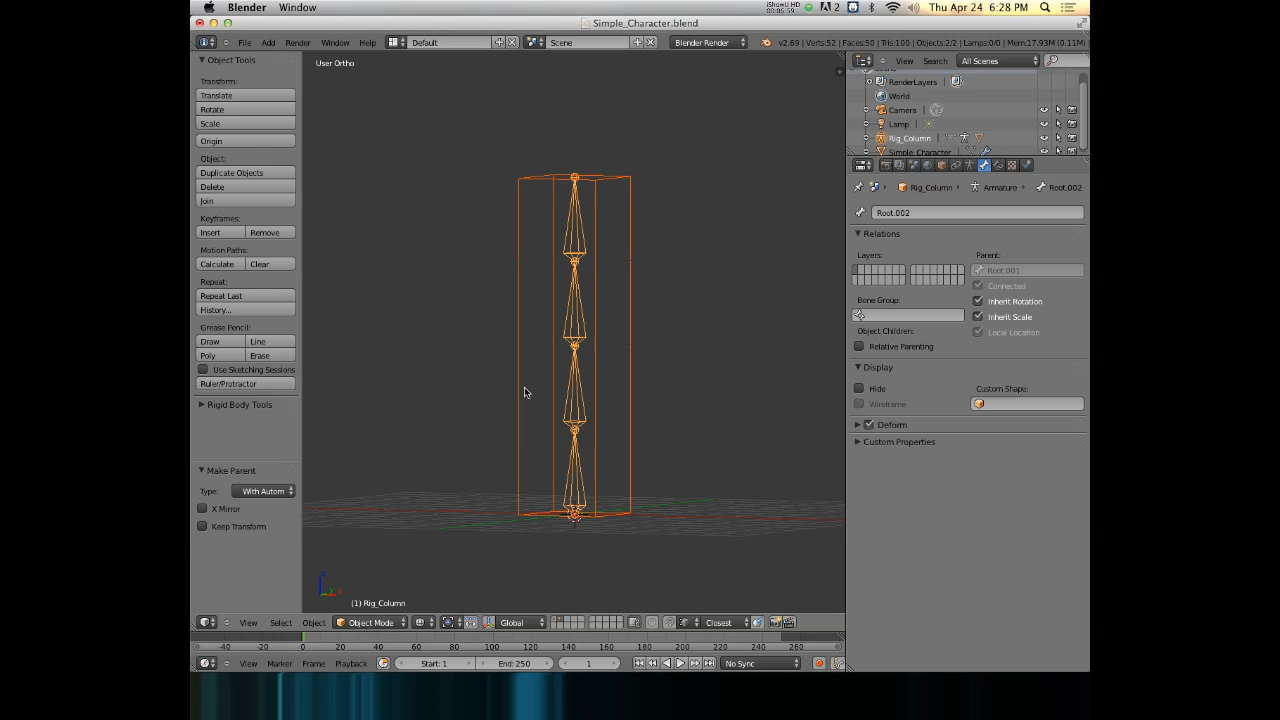 Blender Window iShowU HD 00:06:59 2 Thu Apr 24 6:28 PM
Simple_Character.blend
File Add Render Window Help Default Scene Blender Render v2.69 | Verts:52 | Faces:50 | Tris:100 | Objects:2/2 | Lamps:0/0 | Mem:17.93M (0.11M)
Object Tools
Transform:
Translate
Rotate
Scale
Origin
Object:
Duplicate Objects
Delete
Join
Keyframes:
Insert Remove
Motion Paths:
Calculate Clear
Repeat:
Repeat Last
History...
Grease Pencil:
Draw Line
Poly Erase
Use Sketching Sessions
Ruler/Protractor
Rigid Body Tools
Make Parent
Type: With Autom
X Mirror
Keep Transform
User Ortho
(1) Rig_Column
View Select Object Object Mode Global Closest
-40 -20 0 20 40 60 80 100 120 140 160 180 200 220 240 260
View Marker Frame Playback Start: 1 End: 250 1 No Sync
View Search All Scenes
RenderLayers
World
Camera
Lamp
Rig_Column
Simple_Character
Rig_Column Armature Root.002
Root.002
Relations
Layers: Parent:
Root.001
Connected
Bone Group: Inherit Rotation
Inherit Scale
Object Children: Local Location
Relative Parenting
Display
Hide Custom Shape:
Wireframe
Deform
Custom Properties